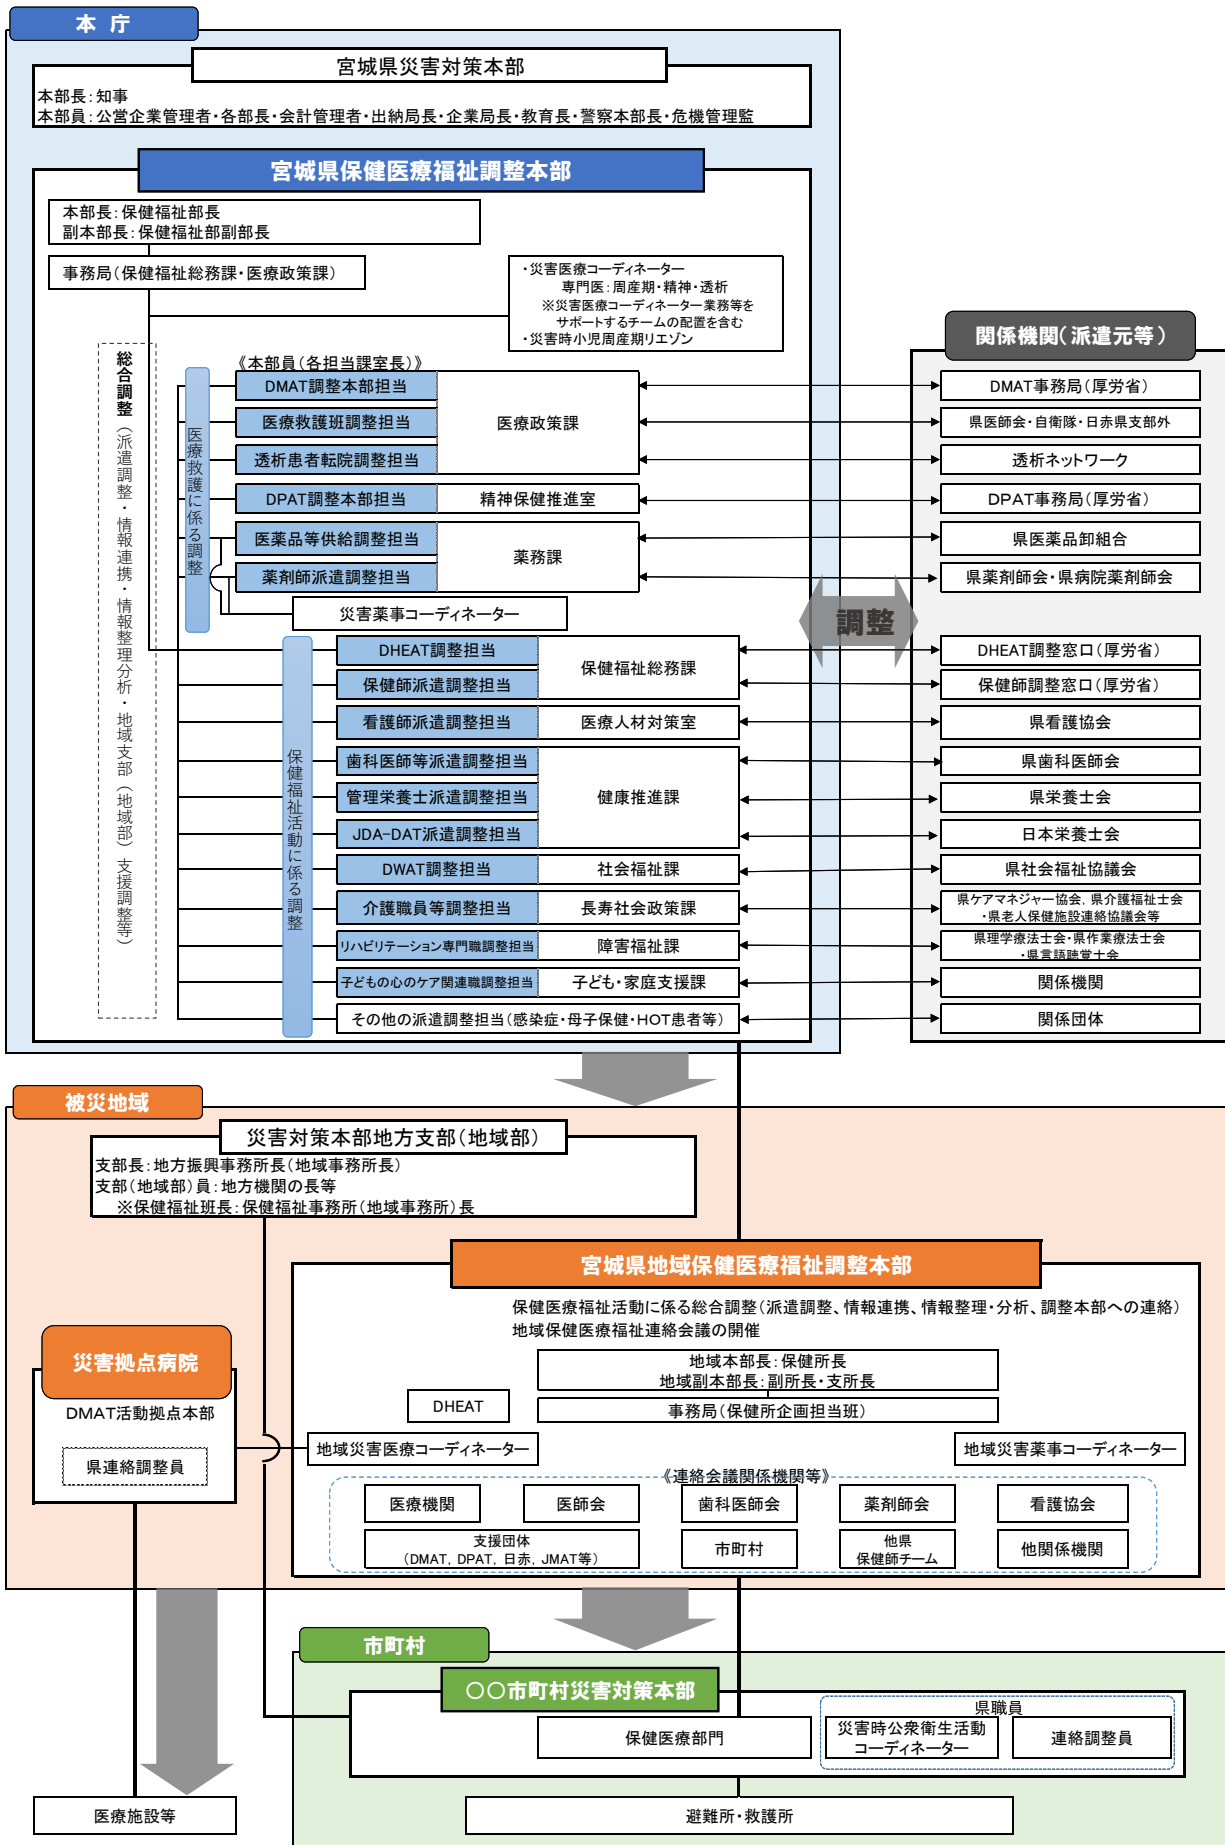 本 庁
宮城県災害対策本部
本部長：知事
本部員：公営企業管理者・各部長・会計管理者・出納局長・企業局長・教育長・警察本部長・危機管理監
宮城県保健医療福祉調整本部
本部長：保健福祉部長
副本部長：保健福祉部副部長
事務局（保健福祉総務課・医療政策課）
・災害医療コーディネーター
専門医：周産期・精神・透析
※災害医療コーディネーター業務等を
サポートするチームの配置を含む
・災害時小児周産期リエゾン
総合調整（派遣調整・情報連携・情報整理分析・地域支部（地域部）支援調整等）
《本部員（各担当課室長）》
医療救護に係る調整
DMAT調整本部担当
医療救護班調整担当
透析患者転院調整担当
医療政策課
DPAT調整本部担当
精神保健推進室
医薬品等供給調整担当
薬剤師派遣調整担当
薬務課
災害薬事コーディネーター
保健福祉活動に係る調整
DHEAT調整担当
保健師派遣調整担当
保健福祉総務課
看護師派遣調整担当
医療人材対策室
歯科医師等派遣調整担当
管理栄養士派遣調整担当
JDA-DAT派遣調整担当
健康推進課
DWAT調整担当
社会福祉課
介護職員等調整担当
長寿社会政策課
リハビリテーション専門職調整担当
障害福祉課
子どもの心のケア関連職調整担当
子ども・家庭支援課
その他の派遣調整担当（感染症・母子保健・HOT患者等）
調整
関係機関（派遣元等）
DMAT事務局（厚労省）
県医師会・自衛隊・日赤県支部外
透析ネットワーク
DPAT事務局（厚労省）
県医薬品卸組合
県薬剤師会・県病院薬剤師会
DHEAT調整窓口（厚労省）
保健師調整窓口（厚労省）
県看護協会
県歯科医師会
県栄養士会
日本栄養士会
県社会福祉協議会
県ケアマネジャー協会，県介護福祉士会
・県老人保健施設連絡協議会等
県理学療法士会・県作業療法士会
・県言語聴覚士会
関係機関
関係団体
被災地域
災害対策本部地方支部（地域部）
支部長：地方振興事務所長（地域事務所長）
支部（地域部）員：地方機関の長等
※保健福祉班長：保健福祉事務所（地域事務所）長
宮城県地域保健医療福祉調整本部
保健医療福祉活動に係る総合調整（派遣調整、情報連携、情報整理・分析、調整本部への連絡）
地域保健医療福祉連絡会議の開催
地域本部長：保健所長
地域副本部長：副所長・支所長
DHEAT
事務局（保健所企画担当班）
災害拠点病院
DMAT活動拠点本部
県連絡調整員
地域災害医療コーディネーター
地域災害薬事コーディネーター
《連絡会議関係機関等》
医療機関
医師会
歯科医師会
薬剤師会
看護協会
支援団体
（DMAT，DPAT，日赤，JMAT等）
市町村
他県
保健師チーム
他関係機関
市町村
〇〇市町村災害対策本部
保健医療部門
県職員
災害時公衆衛生活動
コーディネーター
連絡調整員
医療施設等
避難所・救護所